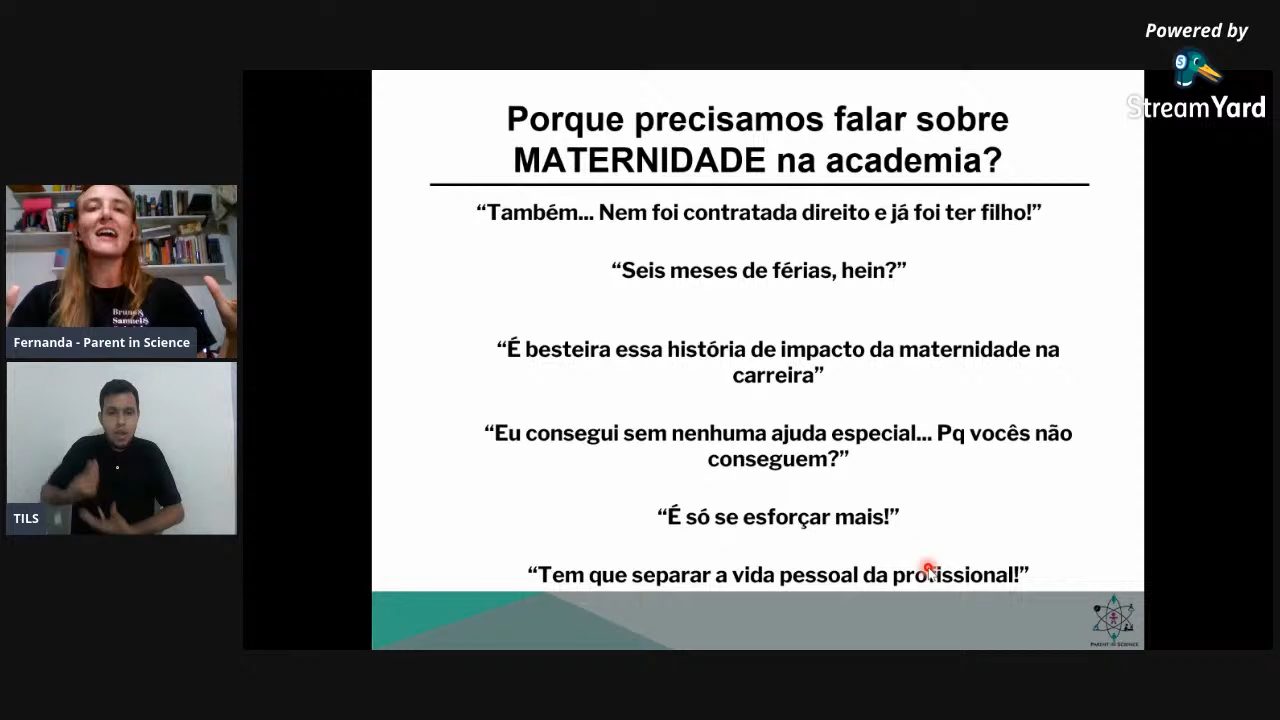 Powered by
StreamYard
Porque precisamos falar sobre
MATERNIDADE na academia?
“Também... Nem foi contratada direito e já foi ter filho!”
“Seis meses de férias, hein?”
“É besteira essa história de impacto da maternidade na
carreira”
“Eu consegui sem nenhuma ajuda especial... Pq vocês não
conseguem?”
“É só se esforçar mais!”
“Tem que separar a vida pessoal da profissional!”
PARENT IN SCIENCE
Fernanda - Parent in Science
TILS